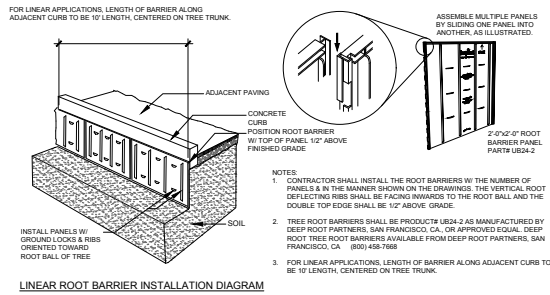 FOR LINEAR APPLICATIONS, LENGTH OF BARRIER ALONG
ADJACENT CURB TO BE 10' LENGTH, CENTERED ON TREE TRUNK.
ASSEMBLE MULTIPLE PANELS
BY SLIDING ONE PANEL INTO
ANOTHER, AS ILLUSTRATED.
ADJACENT PAVING
CONCRETE
CURB
POSITION ROOT BARRIER
W/ TOP OF PANEL 1/2" ABOVE
FINISHED GRADE
2'-0"x2'-0" ROOT
BARRIER PANEL
PART# UB24-2
SOIL
INSTALL PANELS W/
GROUND LOCKS & RIBS
ORIENTED TOWARD
ROOT BALL OF TREE
LINEAR ROOT BARRIER INSTALLATION DIAGRAM
NOTES:
1. CONTRACTOR SHALL INSTALL THE ROOT BARRIERS W/ THE NUMBER OF
PANELS & IN THE MANNER SHOWN ON THE DRAWINGS. THE VERTICAL ROOT
DEFLECTING RIBS SHALL BE FACING INWARDS TO THE ROOT BALL AND THE
DOUBLE TOP EDGE SHALL BE 1/2" ABOVE GRADE.
2. TREE ROOT BARRIERS SHALL BE PRODUCT# UB24-2 AS MANUFACTURED BY
DEEP ROOT PARTNERS, SAN FRANCISCO, CA., OR APPROVED EQUAL. DEEP
ROOT TREE ROOT BARRIERS AVAILABLE FROM DEEP ROOT PARTNERS, SAN
FRANCISCO, CA (800) 458-7668
3. FOR LINEAR APPLICATIONS, LENGTH OF BARRIER ALONG ADJACENT CURB TO
BE 10' LENGTH, CENTERED ON TREE TRUNK.